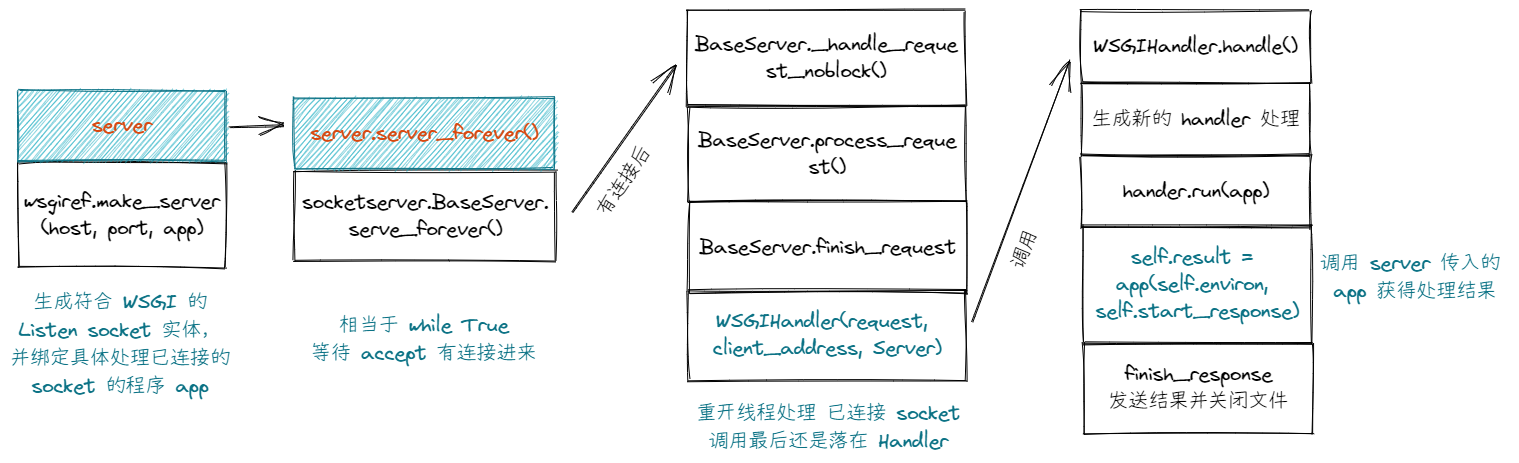 server
wsgiref.make_server
(host, port, app)
生成符合 WSGI 的
Listen socket 实体,
并绑定具体处理已连接的
socket 的程序 app
server.server_forever()
socketserver.BaseServer.
serve_forever()
相当于 while True
等待 accept 有连接进来
有连接后
BaseServer._handle_reque
st_noblock()
BaseServer.process_reque
st()
BaseServer.finish_request
WSGIHandler(request,
client_address, Server)
重开线程处理 已连接 socket
调用最后还是落在 Handler
调用
WSGIHandler.handle()
生成新的 handler 处理
hander.run(app)
self.result =
app(self.environ,
self.start_response)
finish_response
发送结果并关闭文件
调用 server 传入的
app 获得处理结果